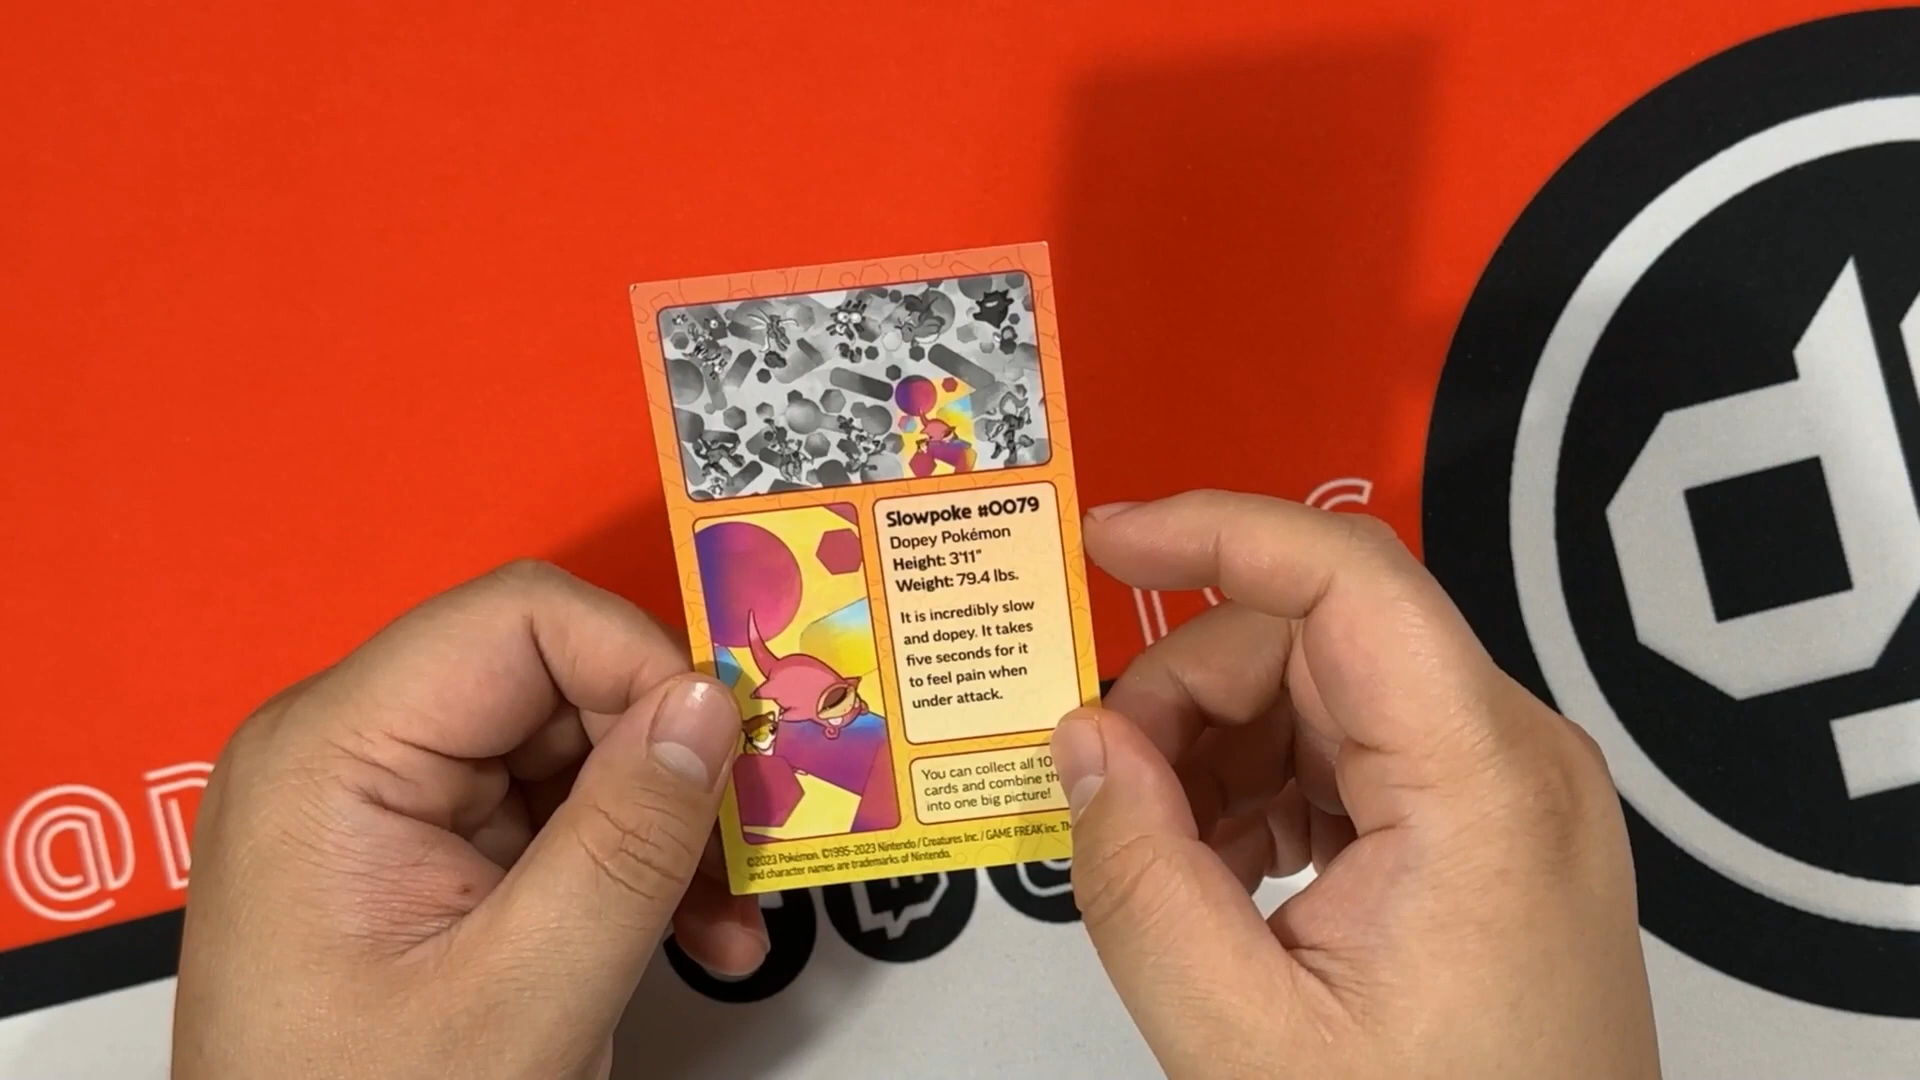 Slowpoke #0079
Dopey Pokémon
Height: 3'11"
Weight: 79.4 lbs.
It is incredibly slow
and dopey. It takes
five seconds for it
to feel pain when
under attack.
You can collect all 10
cards and combine th
into one big picture!
©2023 Pokémon. ©1995-2023 Nintendo / Creatures Inc. / GAME FREAK inc. TM
and character names are trademarks of Nintendo.
@D